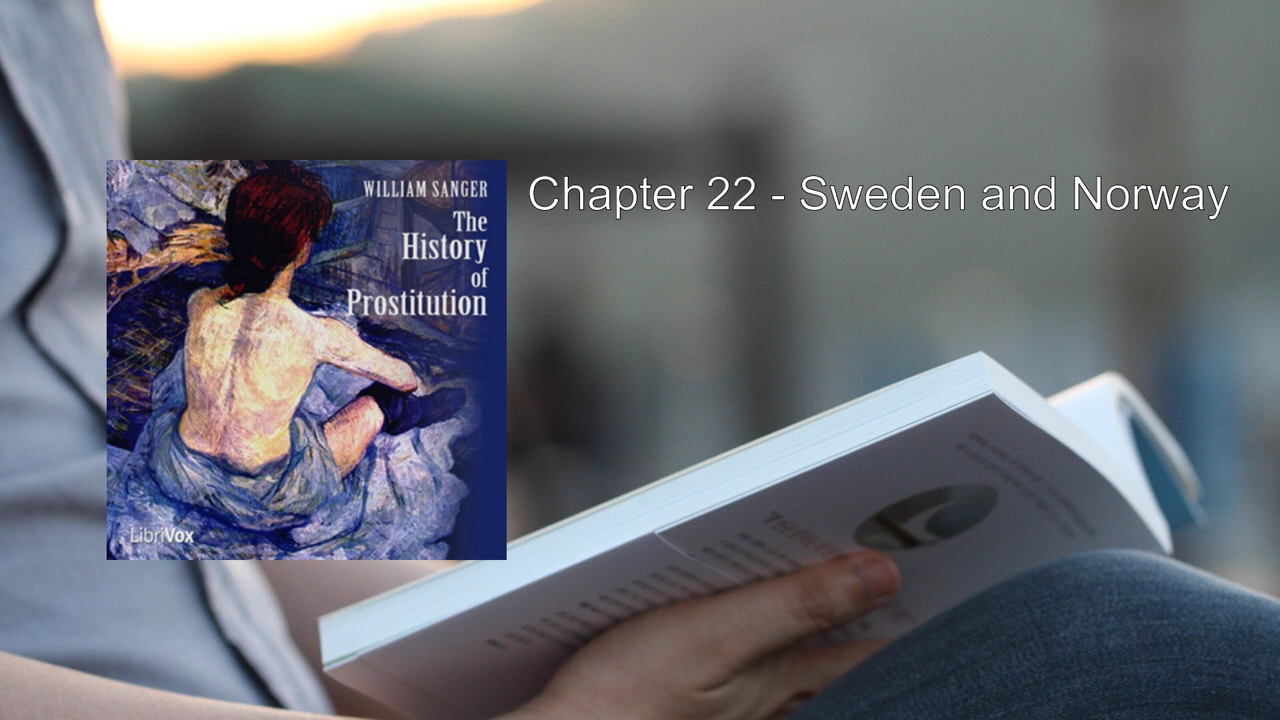 WILLIAM SANGER
The
History
of
Prostitution
LibriVox
Chapter 22 - Sweden and Norway